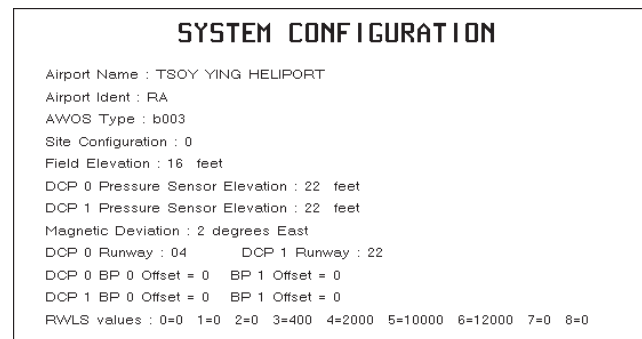 SYSTEM CONFIGURATION
Airport Name : TSOY YING HELIPORT
Airport Ident : RA
AWOS Type : b003
Site Configuration : 0
Field Elevation : 16 feet
DCP 0 Pressure Sensor Elevation : 22 feet
DCP 1 Pressure Sensor Elevation : 22 feet
Magnetic Deviation : 2 degrees East
DCP 0 Runway : 04 DCP 1 Runway : 22
DCP 0 BP 0 Offset = 0 BP 1 Offset = 0
DCP 1 BP 0 Offset = 0 BP 1 Offset = 0
RWLS values : 0=0 1=0 2=0 3=400 4=2000 5=10000 6=12000 7=0 8=0